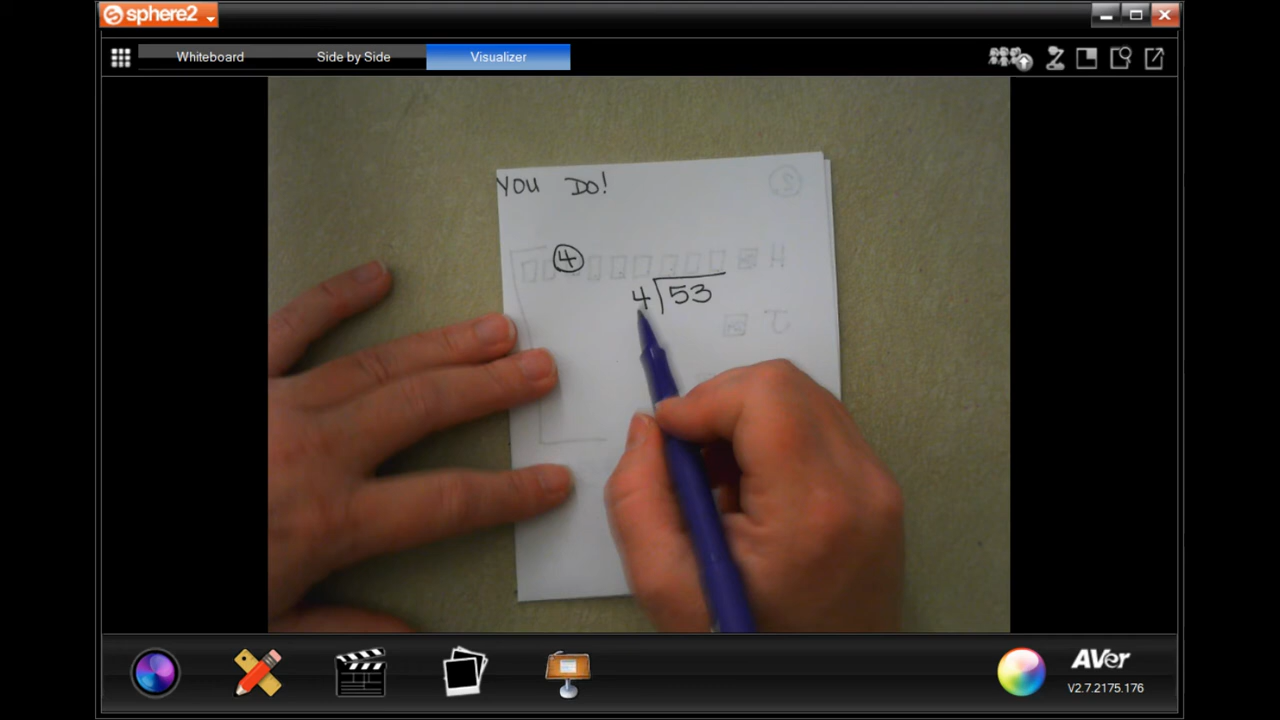 sphere2
Whiteboard Side by Side Visualizer
YOU DO!
4
4 53
AVer
V2.7.2175.176